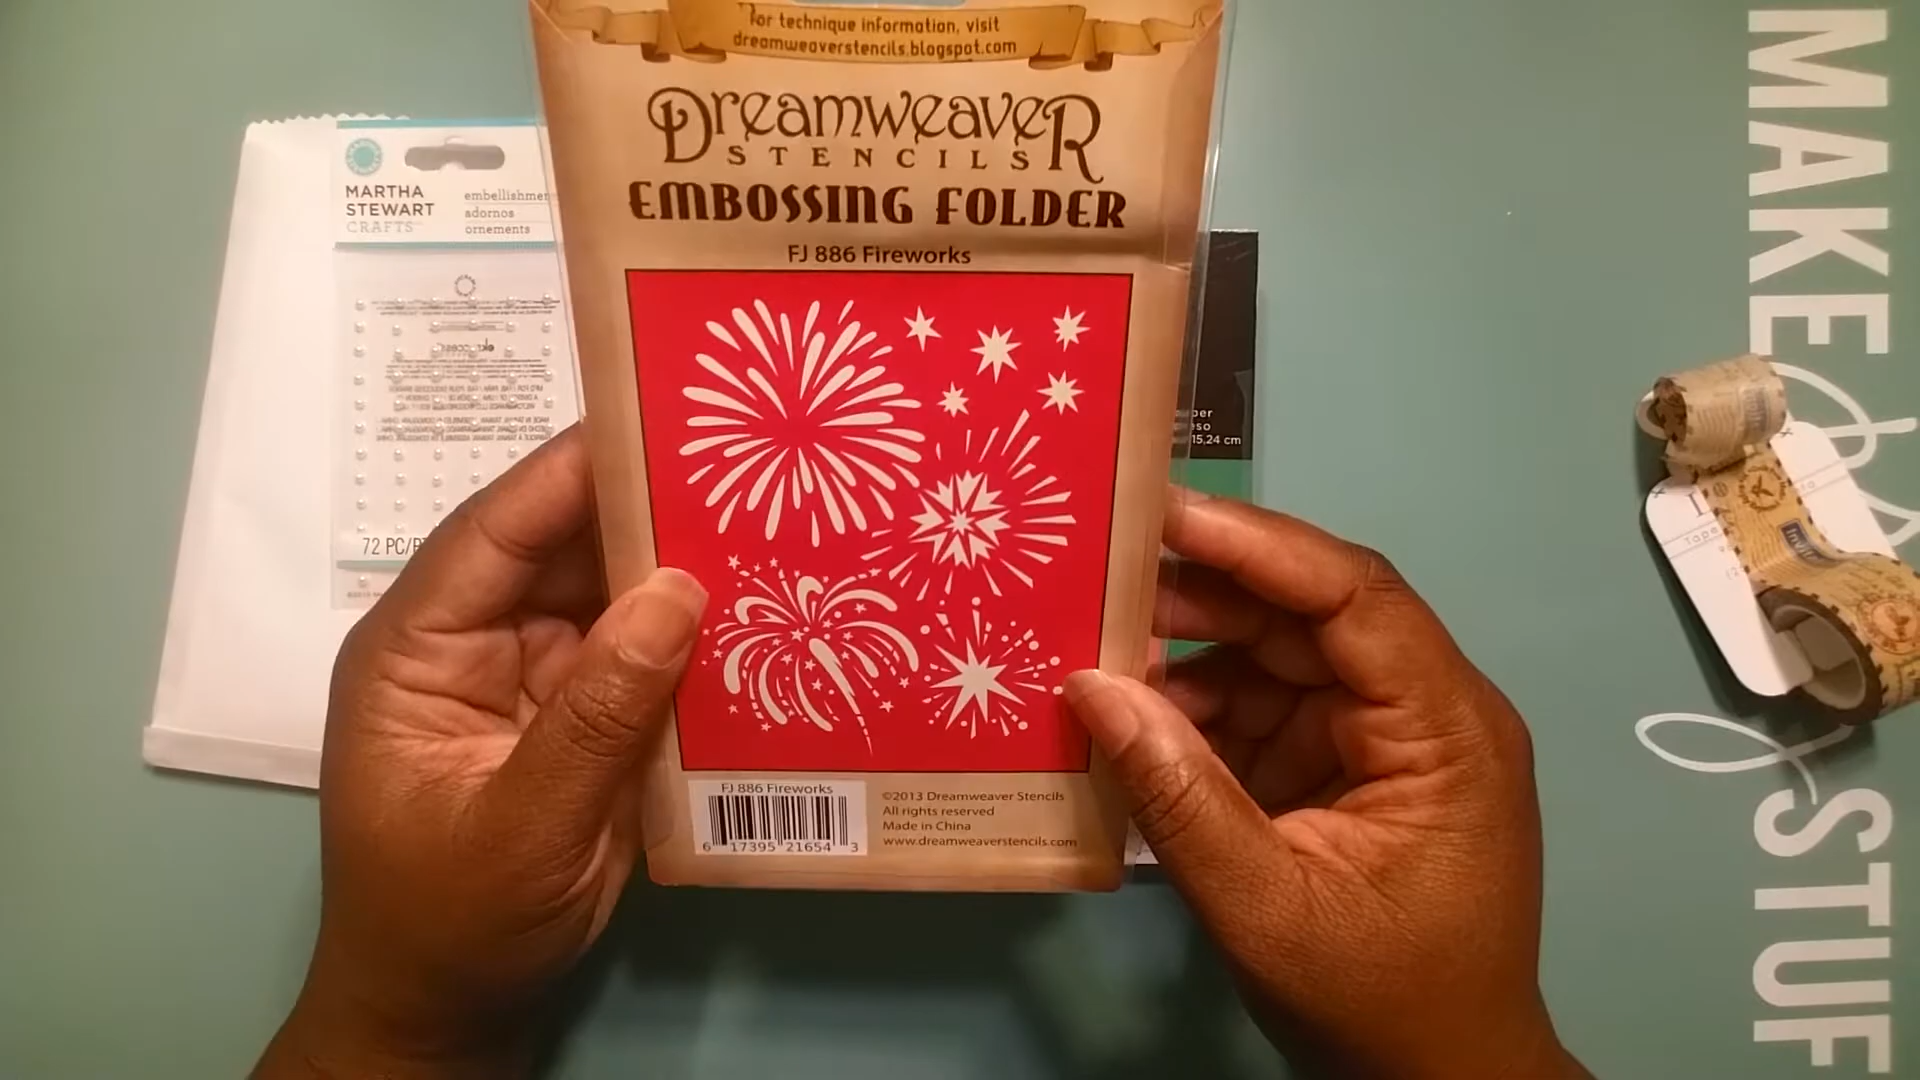 For technique information, visit
dreamweaverstencils.blogspot.com
DreamweaveR
STENCILS
EMBOSSING FOLDER
FJ 886 Fireworks
FJ 886 Fireworks
6 17395 21654 3
©2013 Dreamweaver Stencils
All rights reserved
Made in China
www.dreamweaverstencils.com
MARTHA
STEWART
CRAFTS
adornos
ornements
72 PC/
15,24 cm
MAKE
STUF